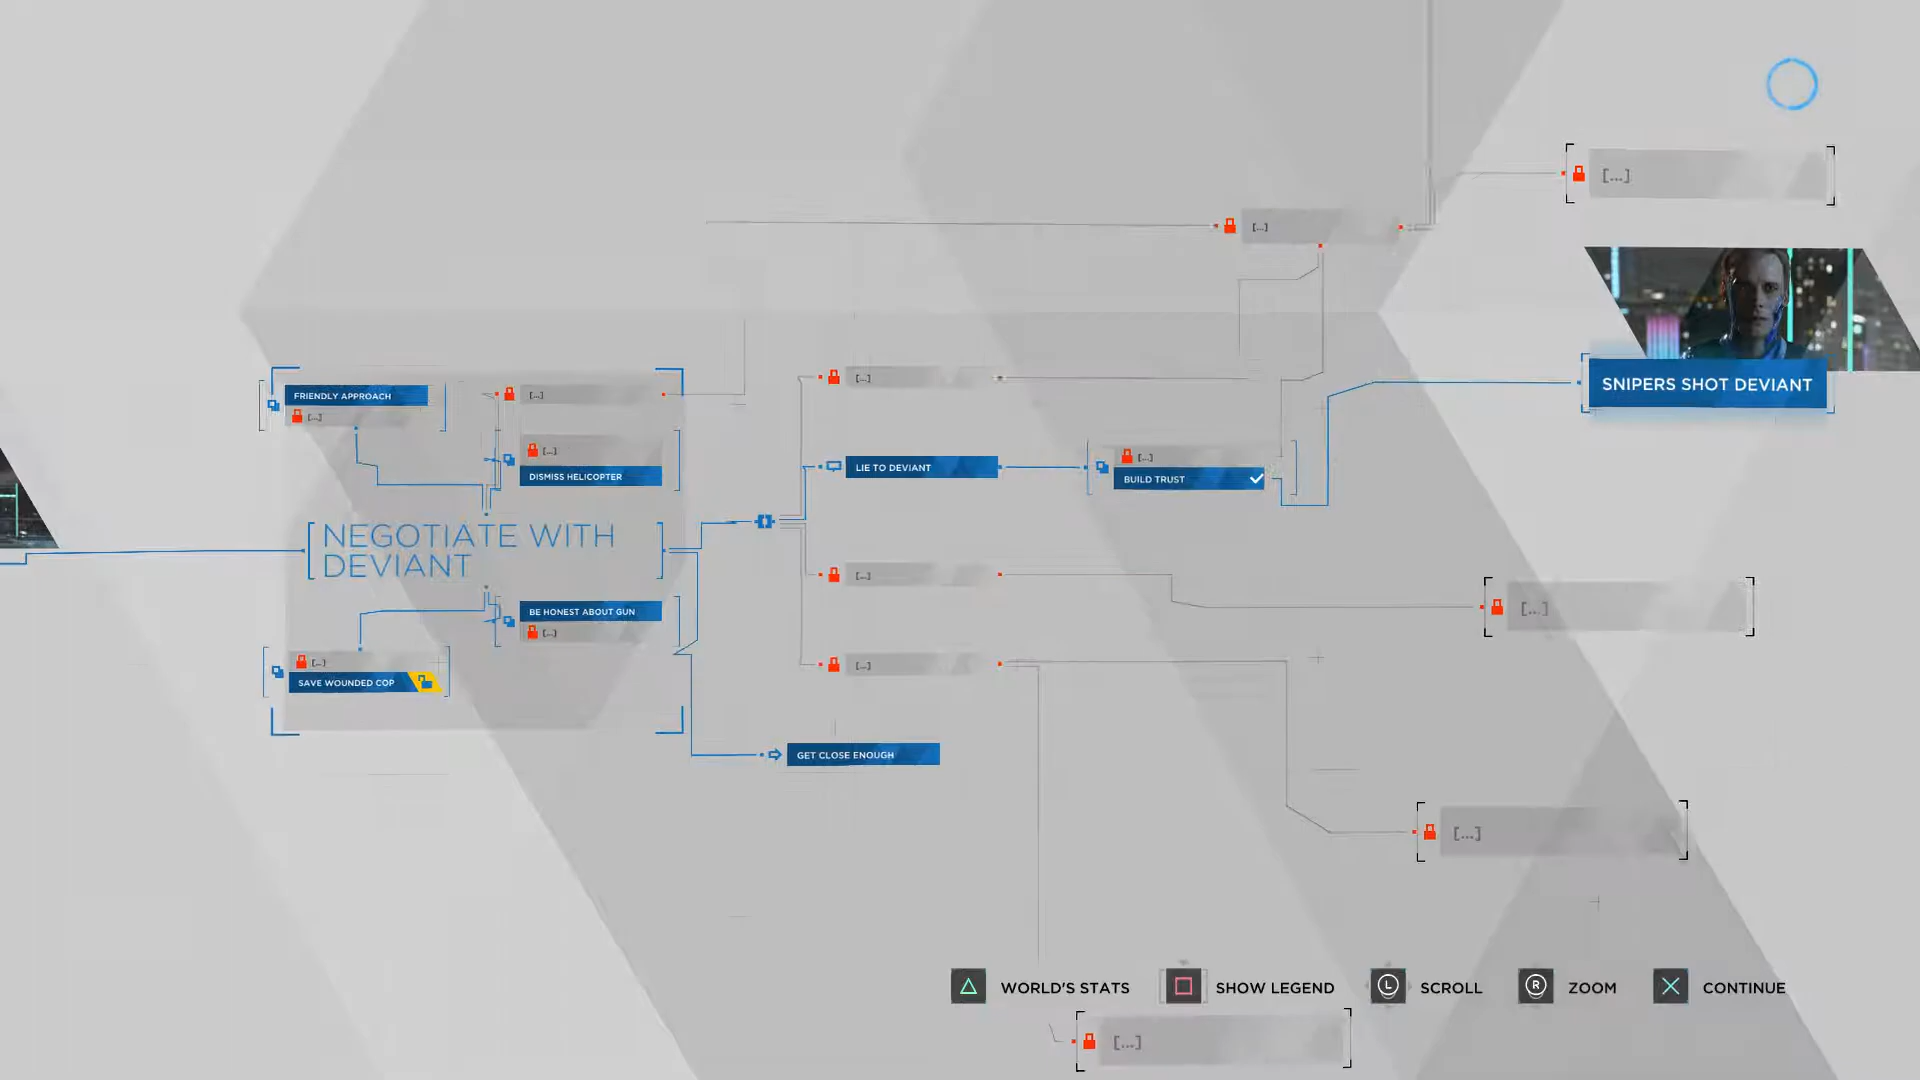 [...]
[...]
SNIPERS SHOT DEVIANT
FRIENDLY APPROACH
[...]
[...]
[...]
DISMISS HELICOPTER
[...]
LIE TO DEVIANT
[...]
BUILD TRUST
NEGOTIATE WITH
DEVIANT
[...]
[...]
BE HONEST ABOUT GUN
[...]
[...]
SAVE WOUNDED COP
[...]
GET CLOSE ENOUGH
[...]
WORLD'S STATS
SHOW LEGEND
L
SCROLL
R
ZOOM
CONTINUE
[...]